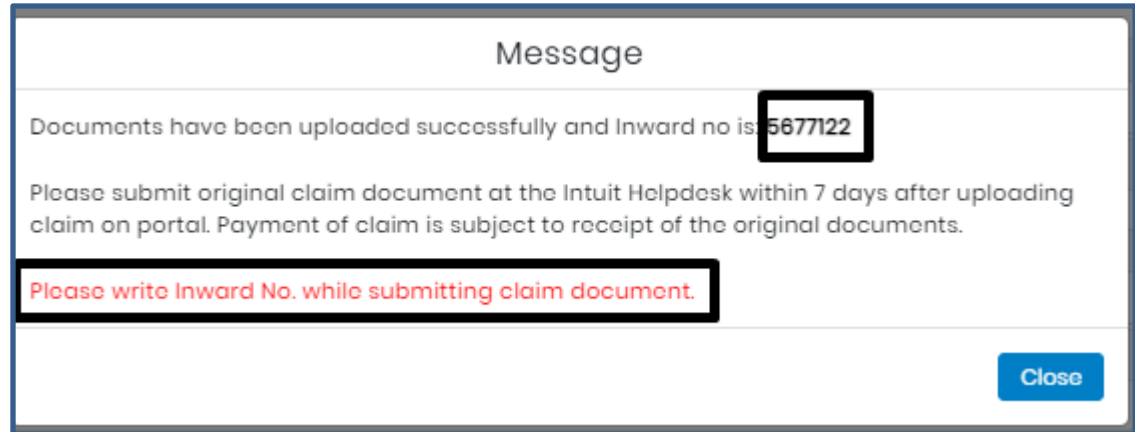 Message
Documents have been uploaded successfully and Inward no is: 5677122
Please submit original claim document at the Intuit Helpdesk within 7 days after uploading
claim on portal. Payment of claim is subject to receipt of the original documents.
Please write Inward No. while submitting claim document.
Close